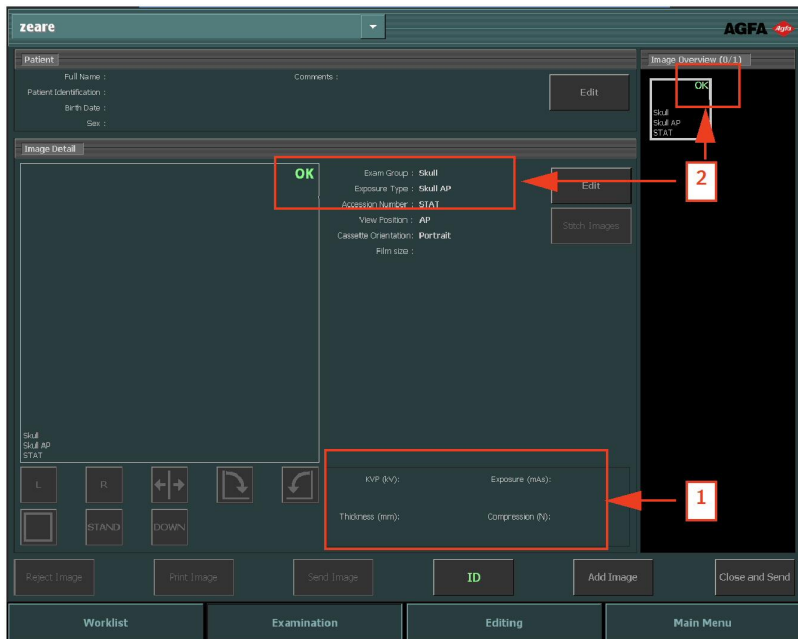 zeare
AGFA Agfa
Patient
Full Name :
Comments :
Patient Identification :
Birth Date :
Sex :
Edit
Image Overview (0/1)
OK
Skull
Skull AP
STAT
Image Detail
OK
Exam Group : Skull
Exposure Type : Skull AP
Accession Number : STAT
View Position : AP
Cassette Orientation: Portrait
Film size :
Edit
Stitch Images
2
Skull
Skull AP
STAT
L
R
STAND
DOWN
KVP (kV):
Exposure (mAs):
Thickness (mm):
Compression (N):
1
Reject Image
Print Image
Send Image
ID
Add Image
Close and Send
Worklist
Examination
Editing
Main Menu